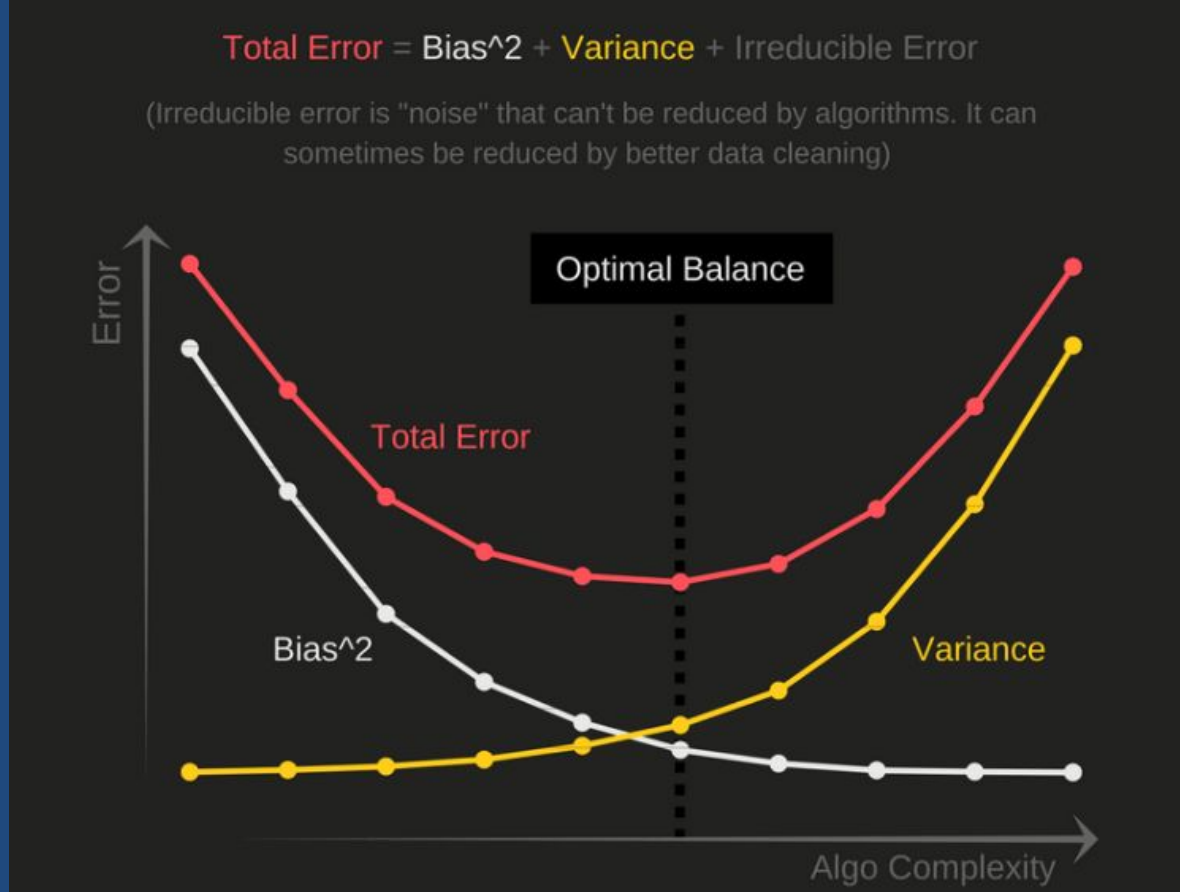 Total Error = Bias^2 + Variance + Irreducible Error
(Irreducible error is "noise" that can't be reduced by algorithms. It can
sometimes be reduced by better data cleaning)
Optimal Balance
Error
Total Error
Bias^2
Variance
Algo Complexity